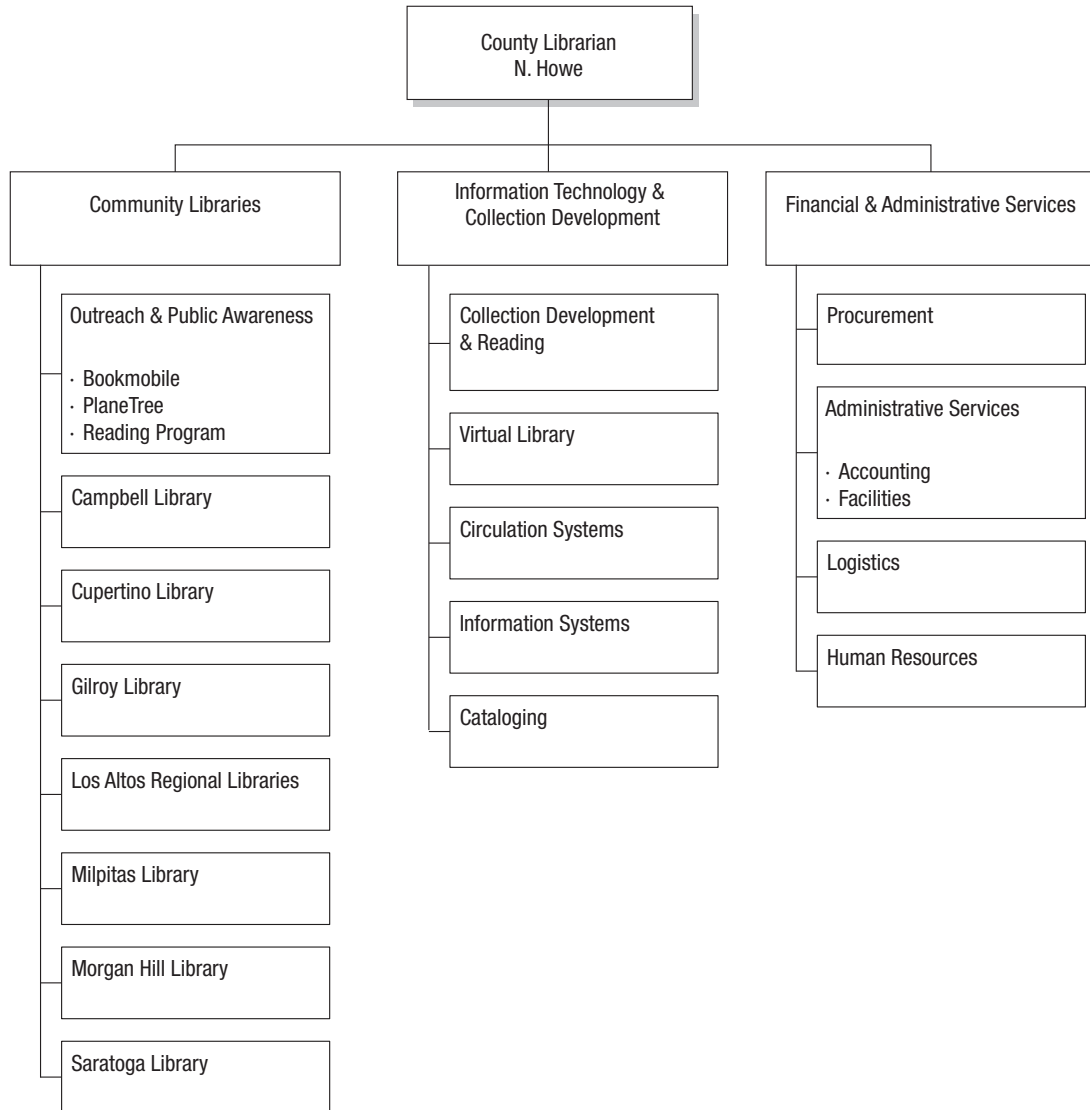 County Librarian
N. Howe
Community Libraries
Outreach & Public Awareness
· Bookmobile
· PlaneTree
· Reading Program
Campbell Library
Cupertino Library
Gilroy Library
Los Altos Regional Libraries
Milpitas Library
Morgan Hill Library
Saratoga Library
Information Technology &
Collection Development
Collection Development
& Reading
Virtual Library
Circulation Systems
Information Systems
Cataloging
Financial & Administrative Services
Procurement
Administrative Services
· Accounting
· Facilities
Logistics
Human Resources